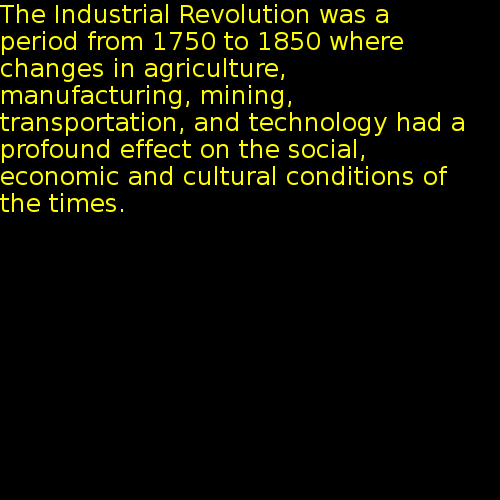 The Industrial Revolution was a
period from 1750 to 1850 where
changes in agriculture,
manufacturing, mining,
transportation, and technology had a
profound effect on the social,
economic and cultural conditions of
the times.